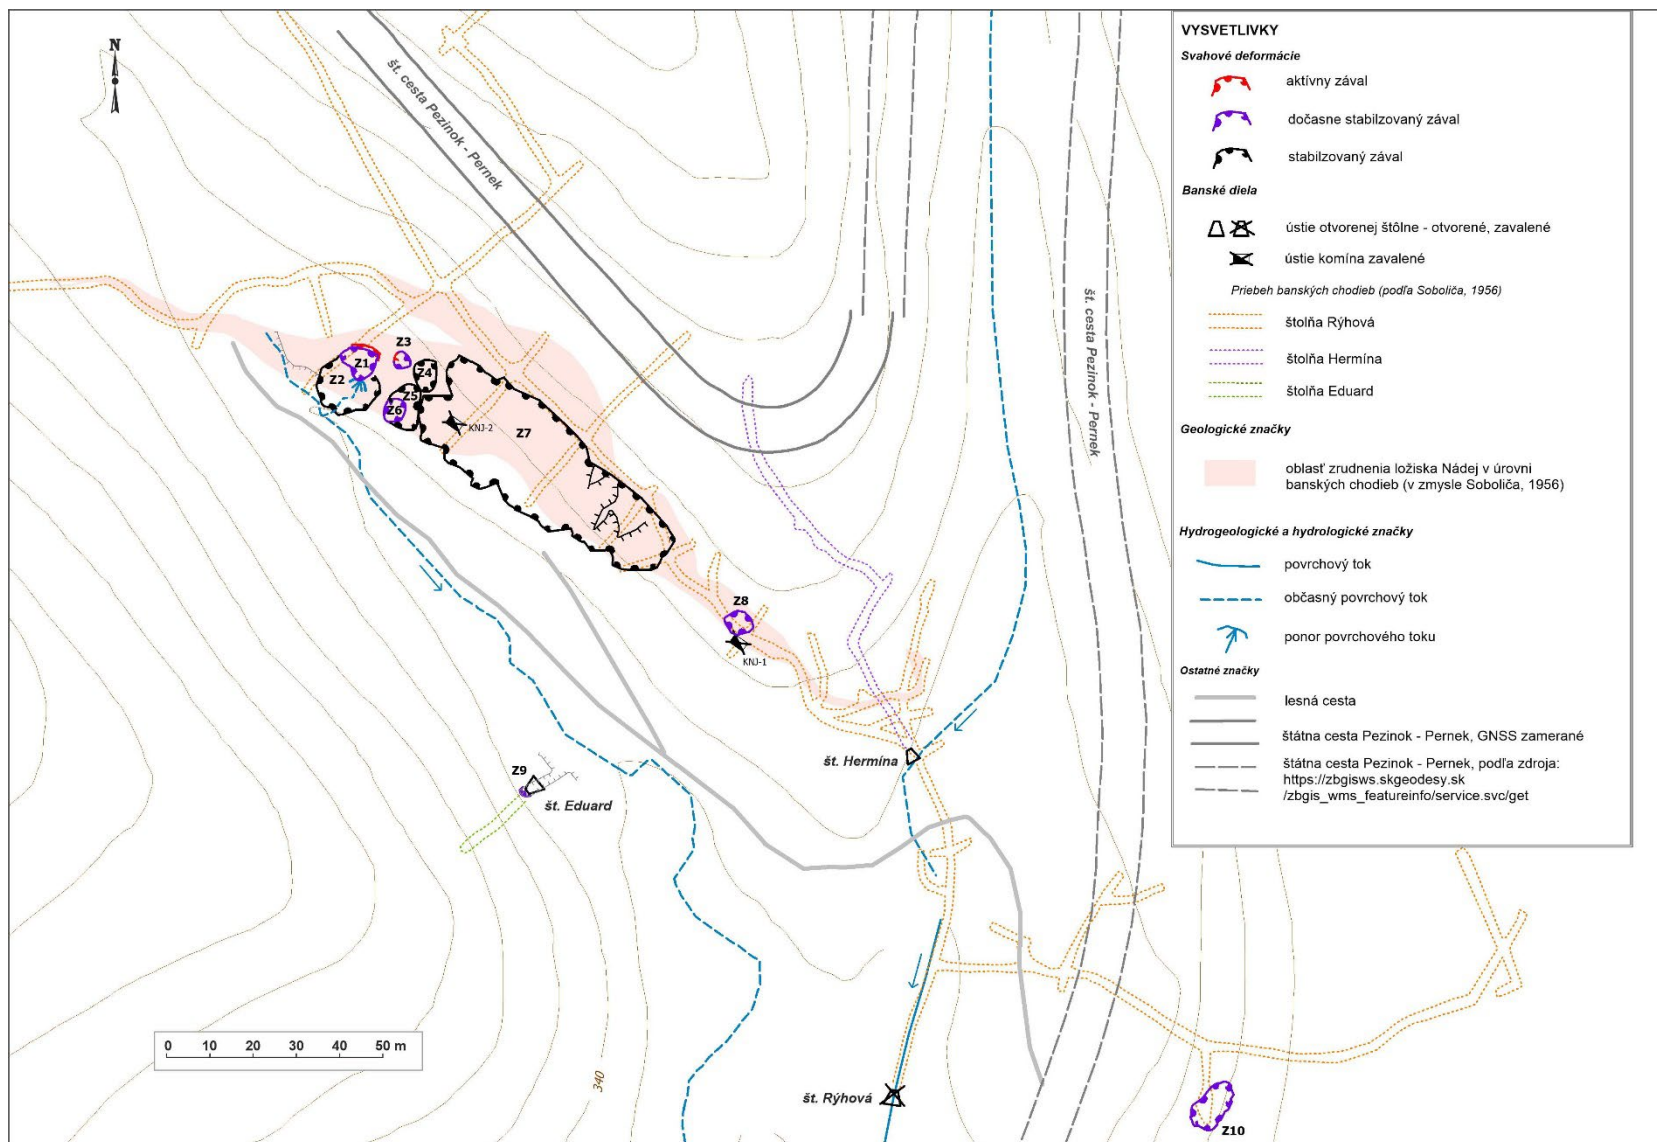 N
št. cesta Pezinok - Pernek
št. cesta Pezinok - Pernek
Z1
Z2
Z3
Z4
Z5
Z6
Z7
KNJ-2
Z8
KNJ-1
št. Hermína
Z9
št. Eduard
št. Rýhová
Z10
340
0 10 20 30 40 50 m
VYSVETLIVKY
Svahové deformácie
aktívny zával
dočasne stabilzovaný zával
stabilzovaný zával
Banské diela
ústie otvorenej štôlne - otvorené, zavalené
ústie komína zavalené
Priebeh banských chodieb (podľa Soboliča, 1956)
štolňa Rýhová
štolňa Hermína
štolňa Eduard
Geologické značky
oblasť zrudnenia ložiska Nádej v úrovni
banských chodieb (v zmysle Soboliča, 1956)
Hydrogeologické a hydrologické značky
povrchový tok
občasný povrchový tok
ponor povrchového toku
Ostatné značky
lesná cesta
štátna cesta Pezinok - Pernek, GNSS zamerané
štátna cesta Pezinok - Pernek, podľa zdroja:
https://zbgisws.skgeodesy.sk
/zbgis_wms_featureinfo/service.svc/get